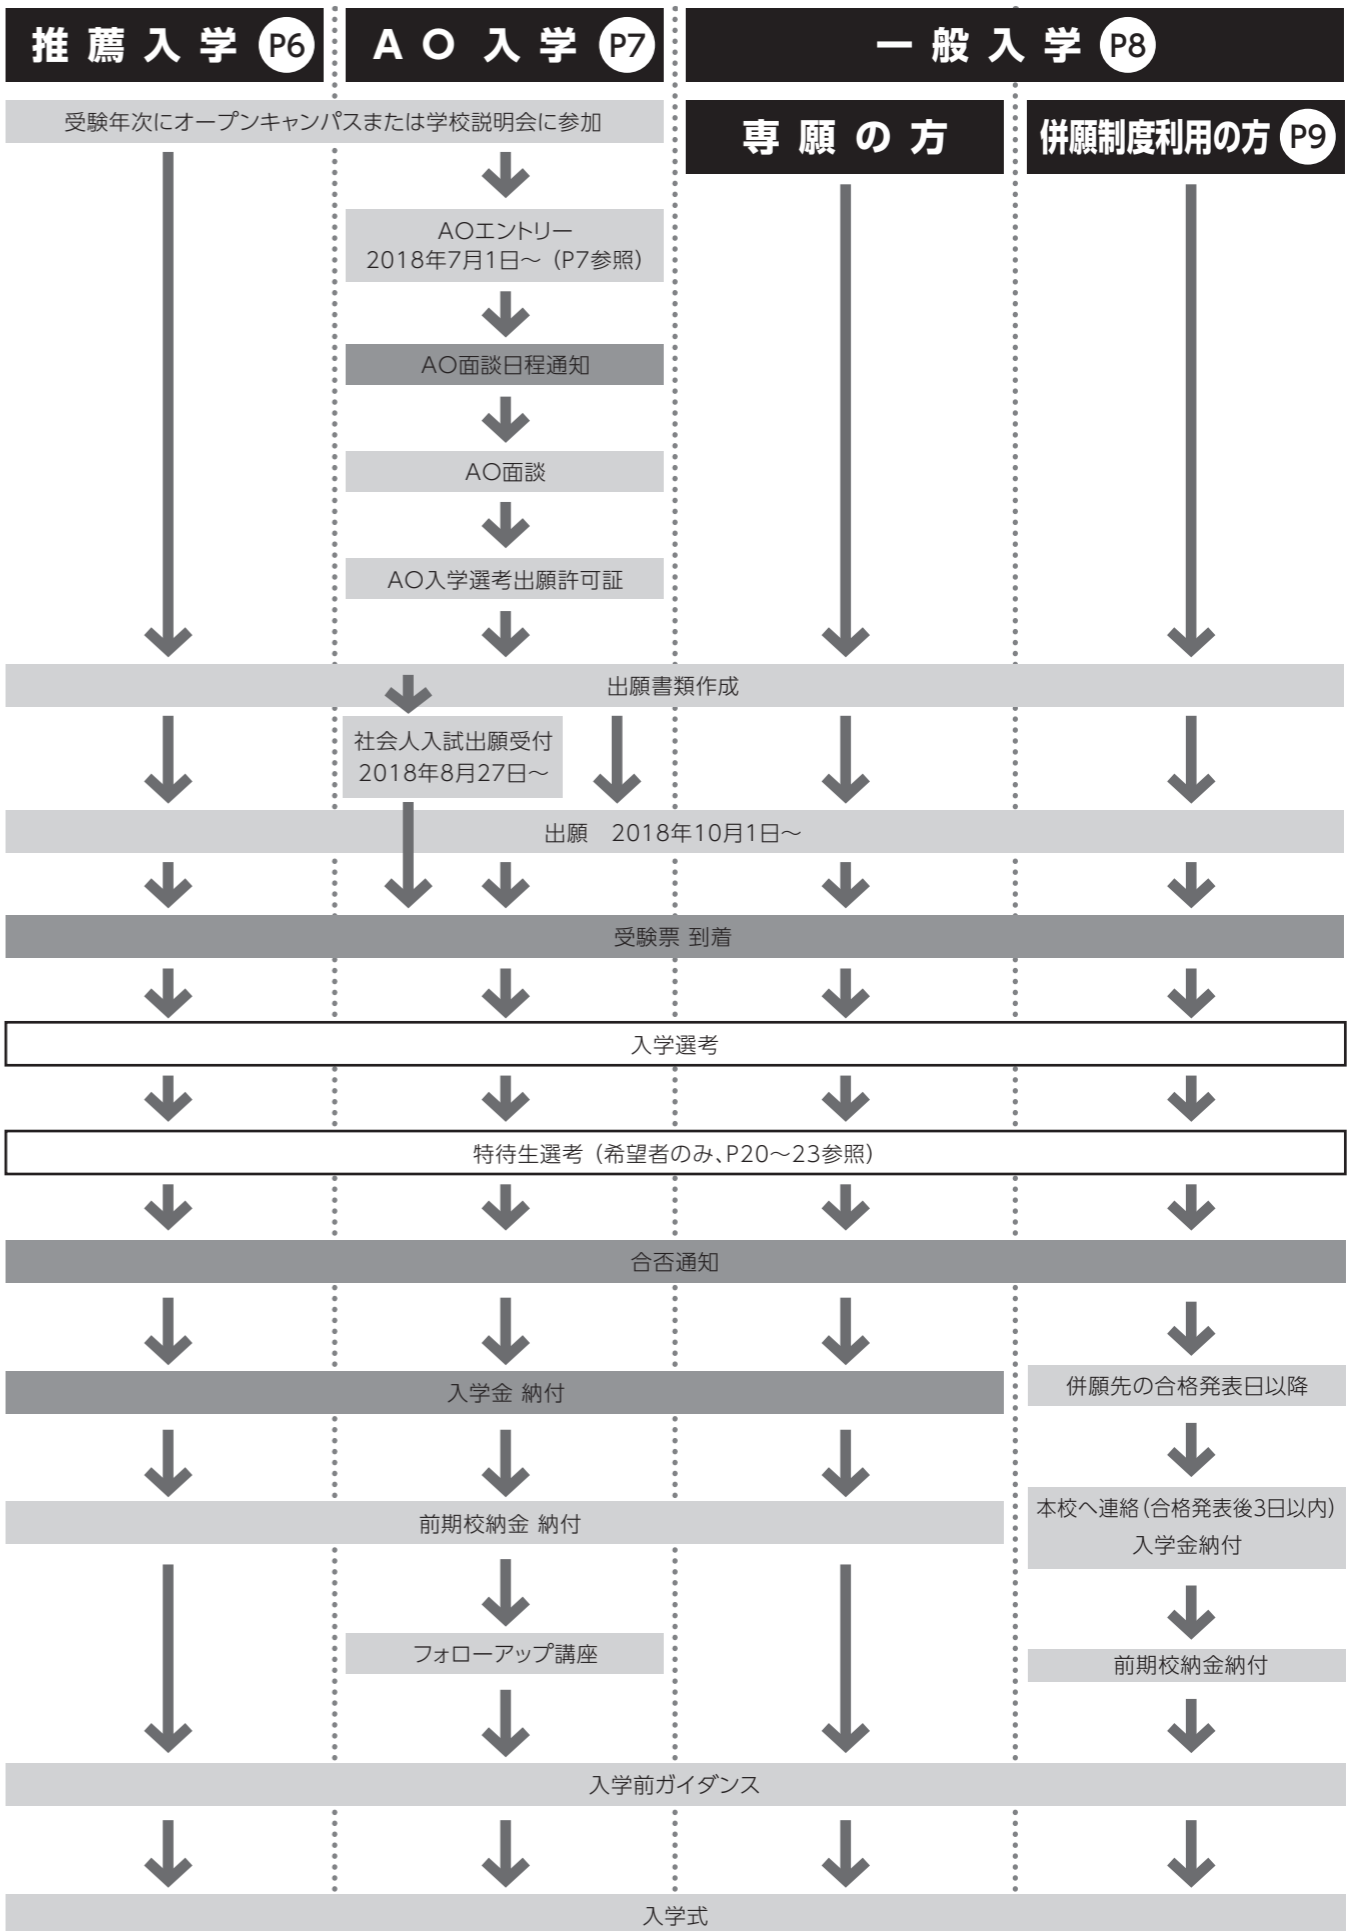 推薦入学 P6
AO入学 P7
一般入学 P8
受験年次にオープンキャンパスまたは学校説明会に参加
専願の方
併願制度利用の方 P9
AOエントリー
2018年7月1日〜（P7参照）
AO面談日程通知
AO面談
AO入学選考出願許可証
出願書類作成
社会人入試出願受付
2018年8月27日〜
出願　2018年10月1日〜
受験票 到着
入学選考
特待生選考（希望者のみ、P20〜23参照）
合否通知
入学金 納付
併願先の合格発表日以降
前期校納金 納付
本校へ連絡（合格発表後3日以内）
入学金納付
フォローアップ講座
前期校納金納付
入学前ガイダンス
入学式